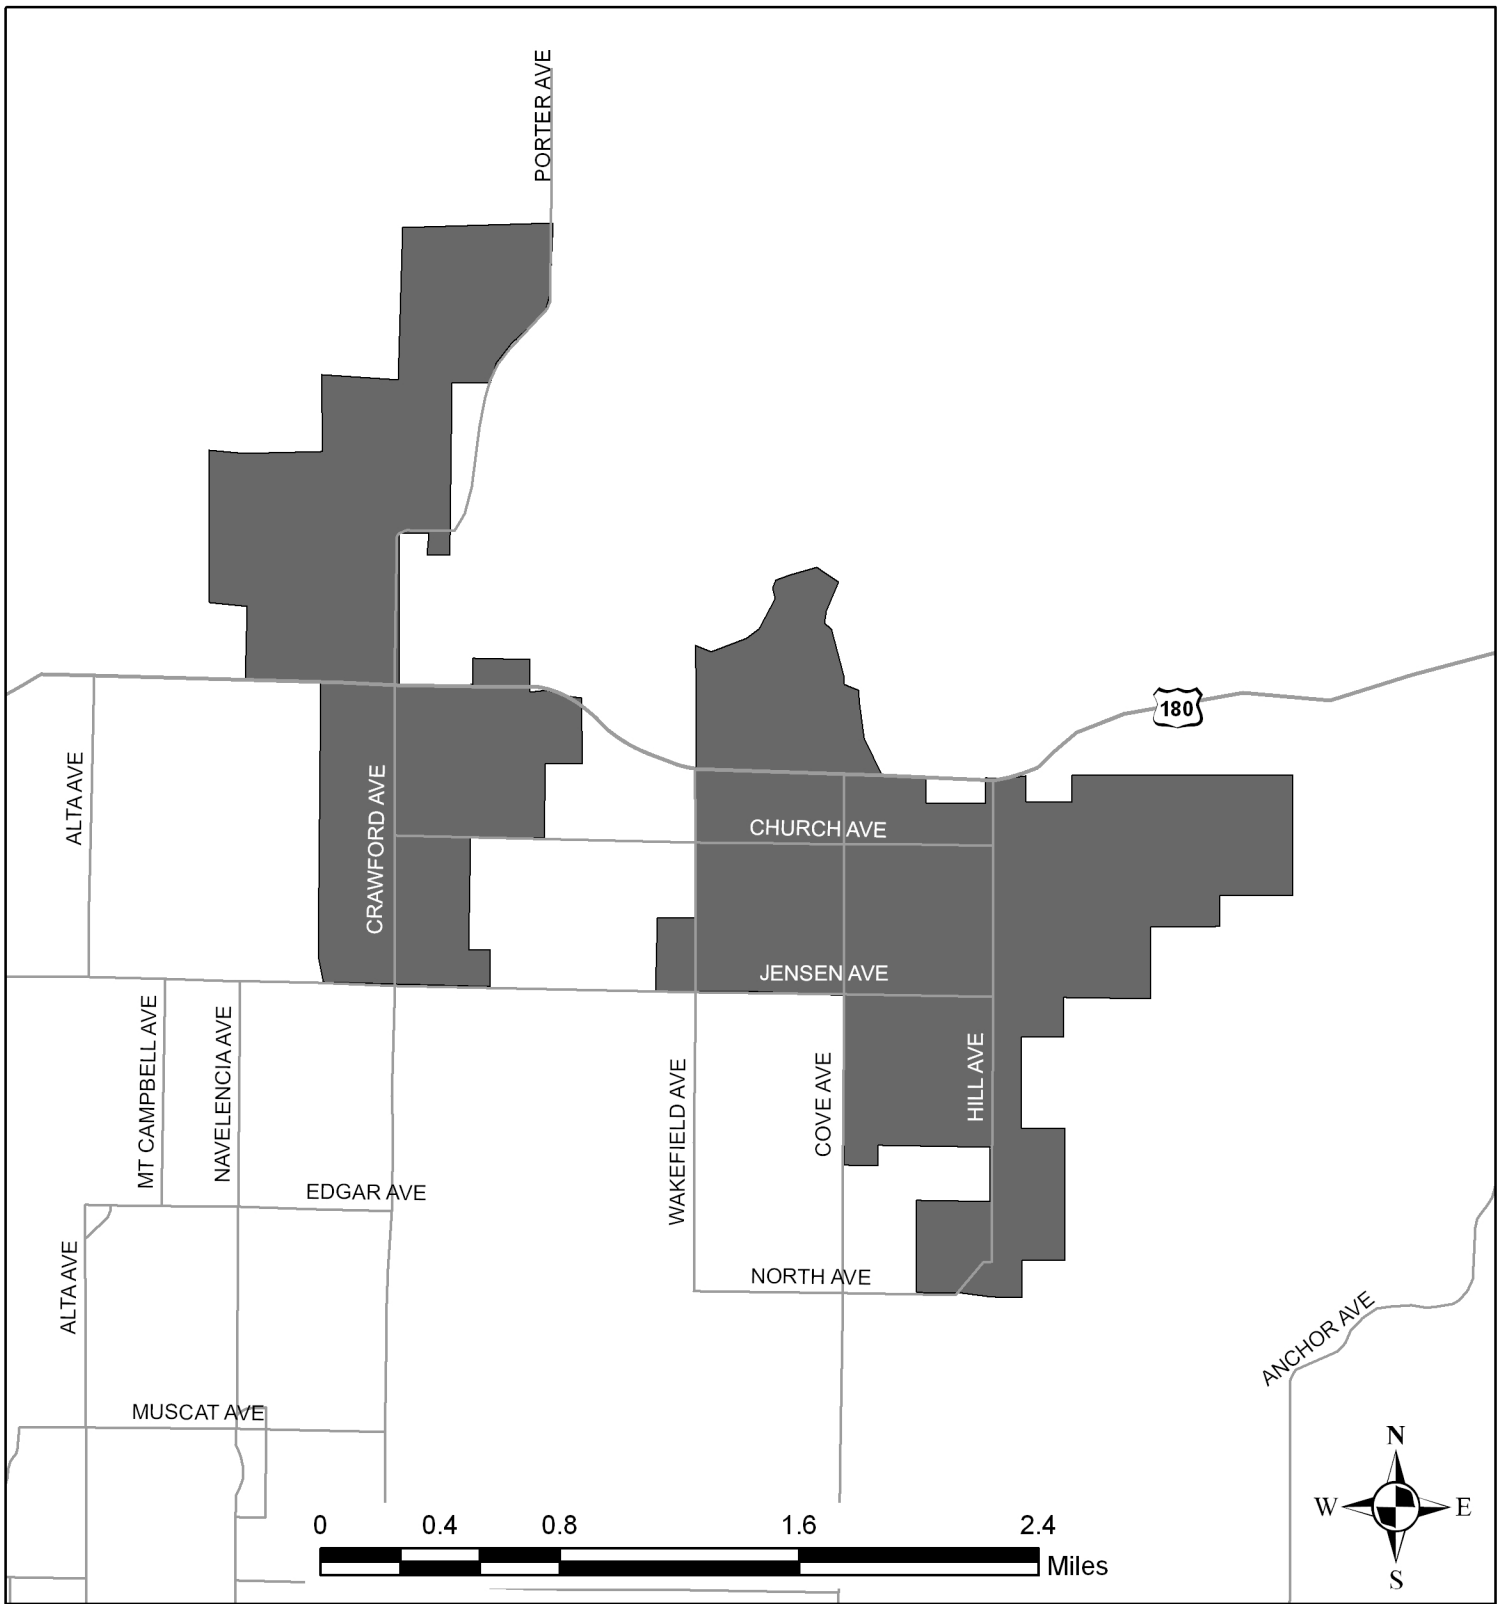 PORTER AVE
180
ALTA AVE
CRAWFORD AVE
CHURCH AVE
JENSEN AVE
MT CAMPBELL AVE
NAVELENCIA AVE
WAKEFIELD AVE
COVE AVE
HILL AVE
EDGAR AVE
ALTA AVE
NORTH AVE
ANCHOR AVE
MUSCAT AVE
N
W E
S
0 0.4 0.8 1.6 2.4
Miles